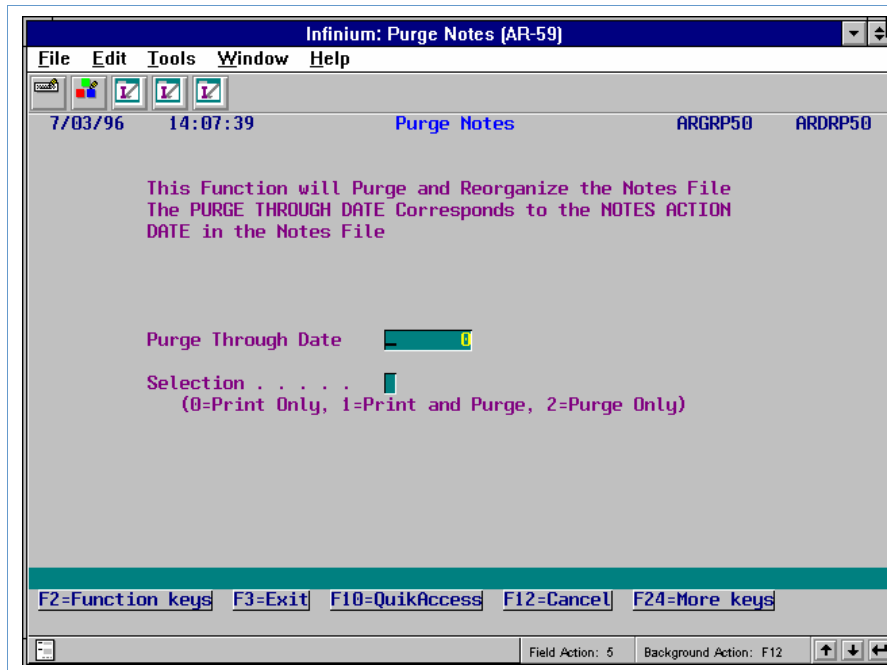 Infinium: Purge Notes (AR-59)
File Edit Tools Window Help
7/03/96 14:07:39 Purge Notes ARGRP50 ARDRP50
This Function will Purge and Reorganize the Notes File
The PURGE THROUGH DATE Corresponds to the NOTES ACTION
DATE in the Notes File
Purge Through Date _ 0
Selection . . . . .
(0=Print Only, 1=Print and Purge, 2=Purge Only)
F2=Function keys F3=Exit F10=QuikAccess F12=Cancel F24=More keys
Field Action: 5 Background Action: F12